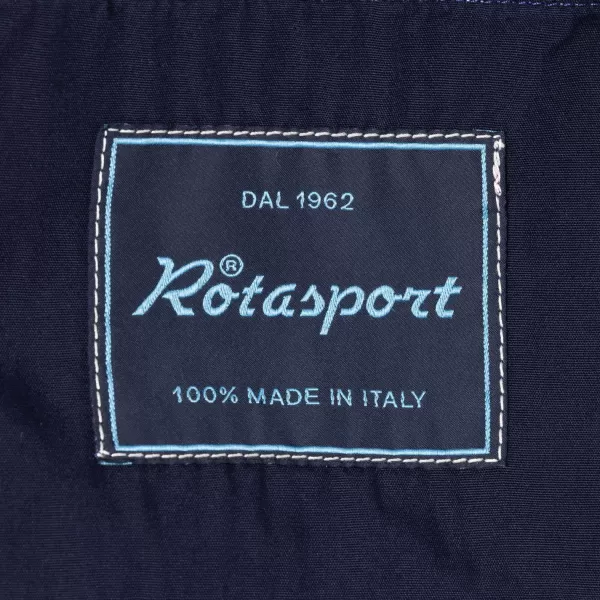 DAL 1962
Rotasport®
100% MADE IN ITALY